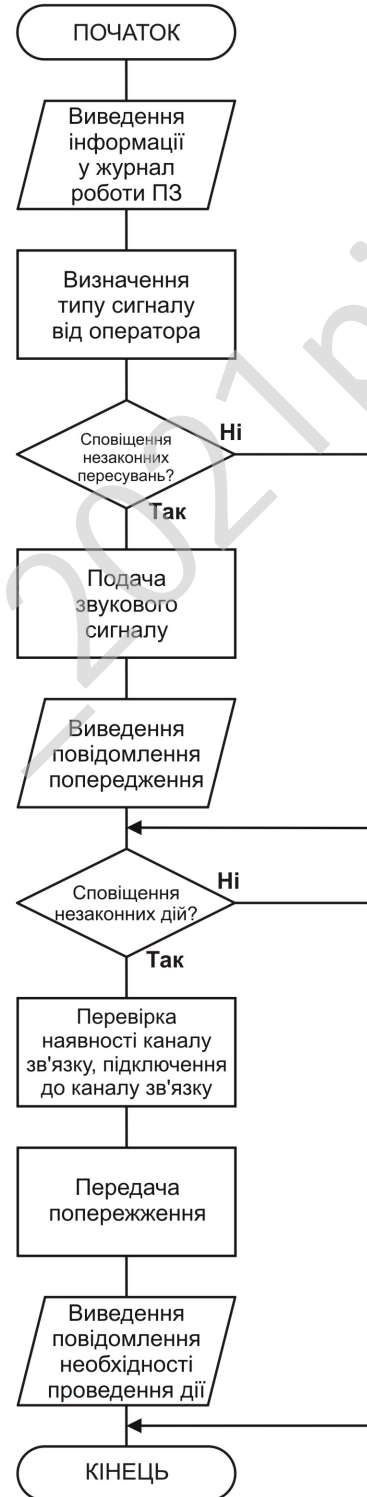 ПОЧАТОК
Виведення
інформації
у журнал
роботи ПЗ
Визначення
типу сигналу
від оператора
Сповіщення
незаконних
пересувань?
Ні
Так
Подача
звукового
сигналу
Виведення
повідомлення
попередження
Сповіщення
незаконних дій?
Ні
Так
Перевірка
наявності каналу
зв'язку, підключення
до каналу зв'язку
Передача
попережження
Виведення
повідомлення
необхідності
проведення дії
КІНЕЦЬ